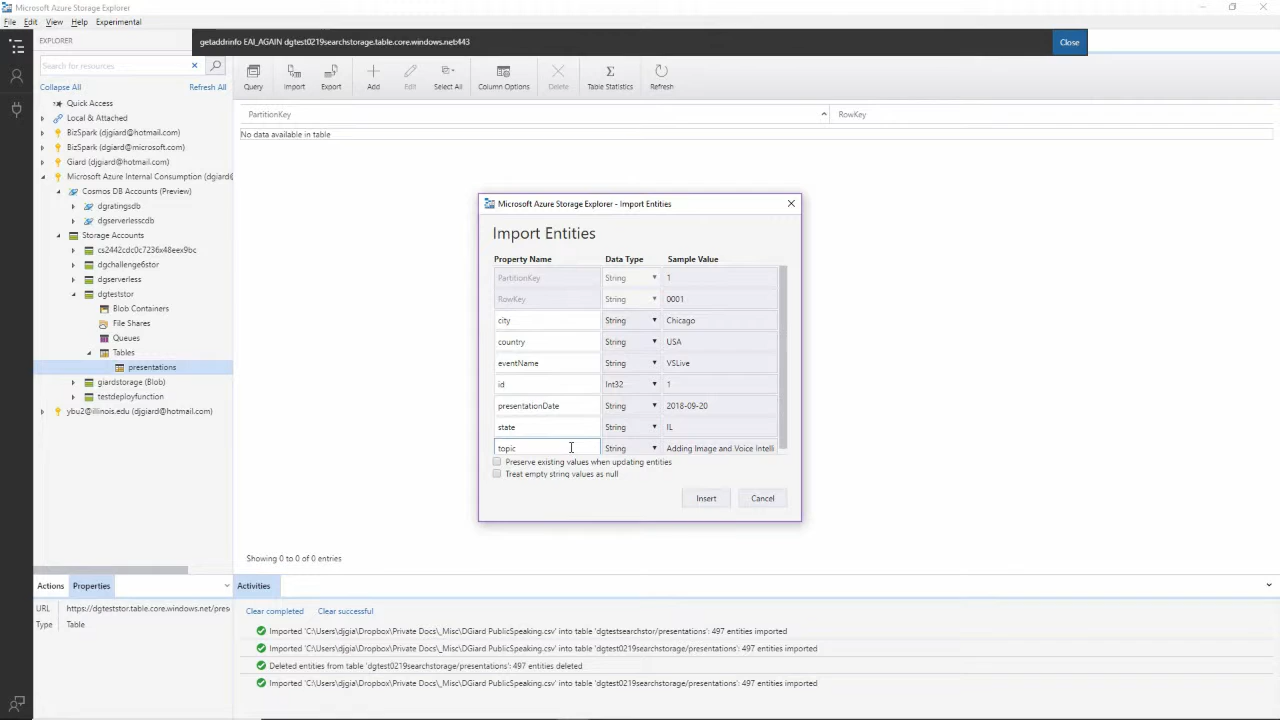 Microsoft Azure Storage Explorer
File Edit View Help Experimental
EXPLORER
getaddrinfo EAI_AGAIN dgtest0219searchstorage.table.core.windows.net:443
Close
Search for resources
Collapse All Refresh All
Quick Access
Local & Attached
BizSpark (djgiard@hotmail.com)
BizSpark (djgiard@microsoft.com)
Giard (djgiard@hotmail.com)
Microsoft Azure Internal Consumption (dgiard@
Cosmos DB Accounts (Preview)
dgratingsdb
dgserverlesscdb
Storage Accounts
cs2442cdc0c7236x48eex9bc
dgchallenge6stor
dgserverless
dgteststor
Blob Containers
File Shares
Queues
Tables
presentations
giardstorage (Blob)
testdeployfunction
ybu2@illinois.edu (djgiard@hotmail.com)
Query Import Export Add Edit Select All Column Options Delete Table Statistics Refresh
PartitionKey RowKey
No data available in table
Microsoft Azure Storage Explorer - Import Entities
Import Entities
Property Name Data Type Sample Value
PartitionKey String 1
RowKey String 0001
city String Chicago
country String USA
eventName String VSLive
id Int32 1
presentationDate String 2018-09-20
state String IL
topic String Adding Image and Voice Intelli
Preserve existing values when updating entities
Treat empty string values as null
Insert Cancel
Showing 0 to 0 of 0 entries
Actions Properties
URL https://dgteststor.table.core.windows.net/pres
Type Table
Activities
Clear completed Clear successful
Imported 'C:\Users\djgia\Dropbox\Private Docs\_Misc\DGiard PublicSpeaking.csv' into table 'dgtestsearchstor/presentations': 497 entities imported
Imported 'C:\Users\djgia\Dropbox\Private Docs\_Misc\DGiard PublicSpeaking.csv' into table 'dgtest0219searchstorage/presentations': 497 entities imported
Deleted entities from table 'dgtest0219searchstorage/presentations': 497 entities deleted
Imported 'C:\Users\djgia\Dropbox\Private Docs\_Misc\DGiard PublicSpeaking.csv' into table 'dgtest0219searchstorage/presentations': 497 entities imported